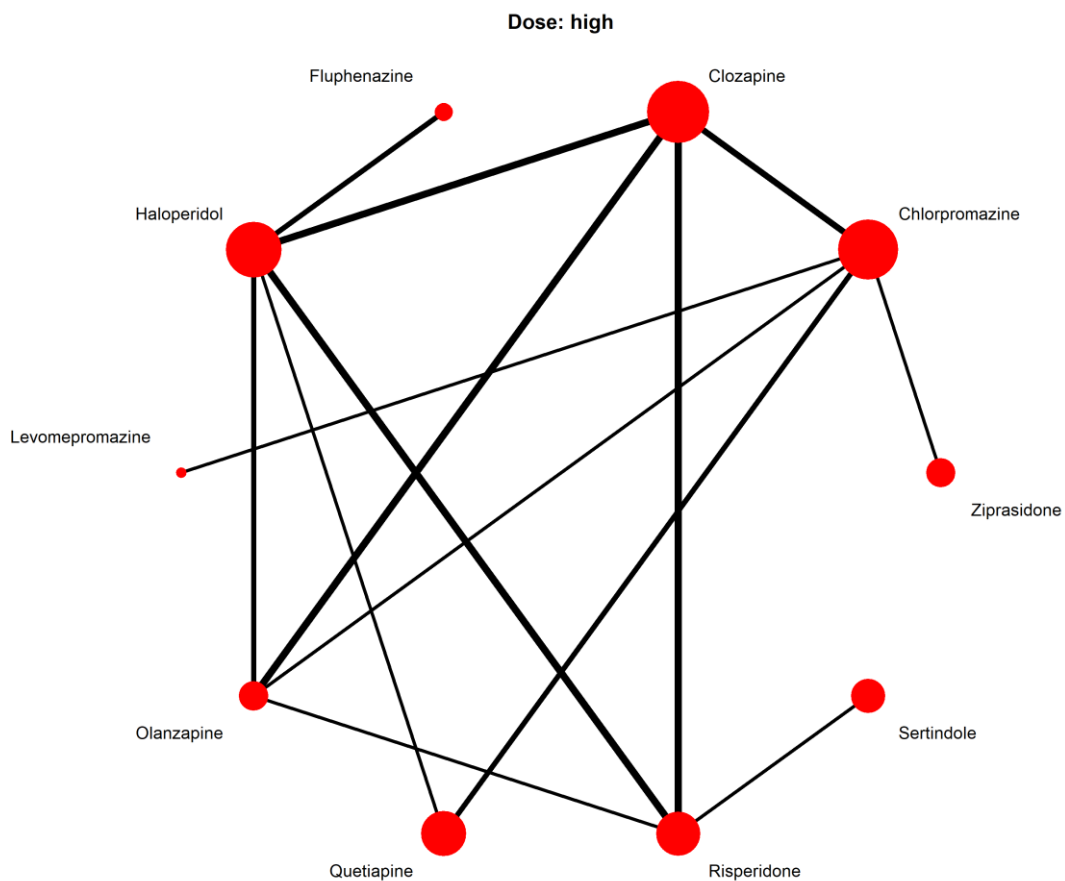 Dose: high
Fluphenazine
Clozapine
Haloperidol
Chlorpromazine
Levomepromazine
Ziprasidone
Olanzapine
Sertindole
Quetiapine
Risperidone